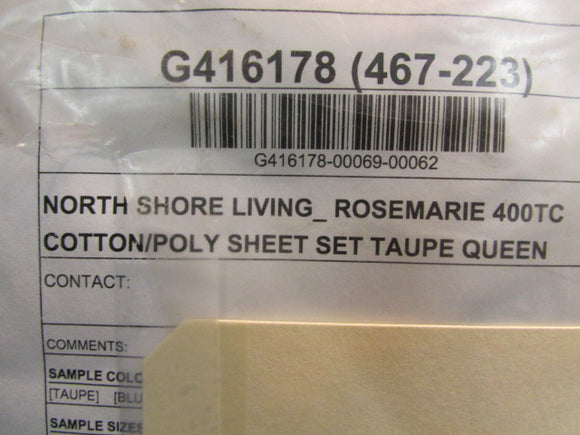 G416178 (467-223)
G416178-00069-00062
NORTH SHORE LIVING_ ROSEMARIE 400TC
COTTON/POLY SHEET SET TAUPE QUEEN
CONTACT:
COMMENTS:
SAMPLE COLO
[TAUPE] [BLU
SAMPLE SIZES